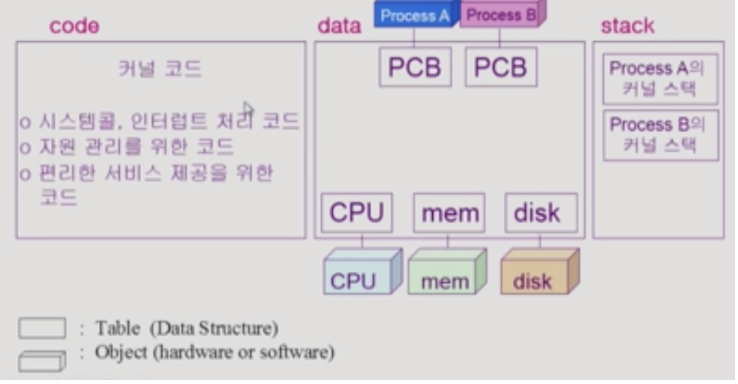 code
커널 코드
o 시스템콜, 인터럽트 처리 코드
o 자원 관리를 위한 코드
o 편리한 서비스 제공을 위한
코드
data
Process A
Process B
PCB
PCB
CPU
mem
disk
CPU
mem
disk
stack
Process A의
커널 스택
Process B의
커널 스택
: Table (Data Structure)
: Object (hardware or software)